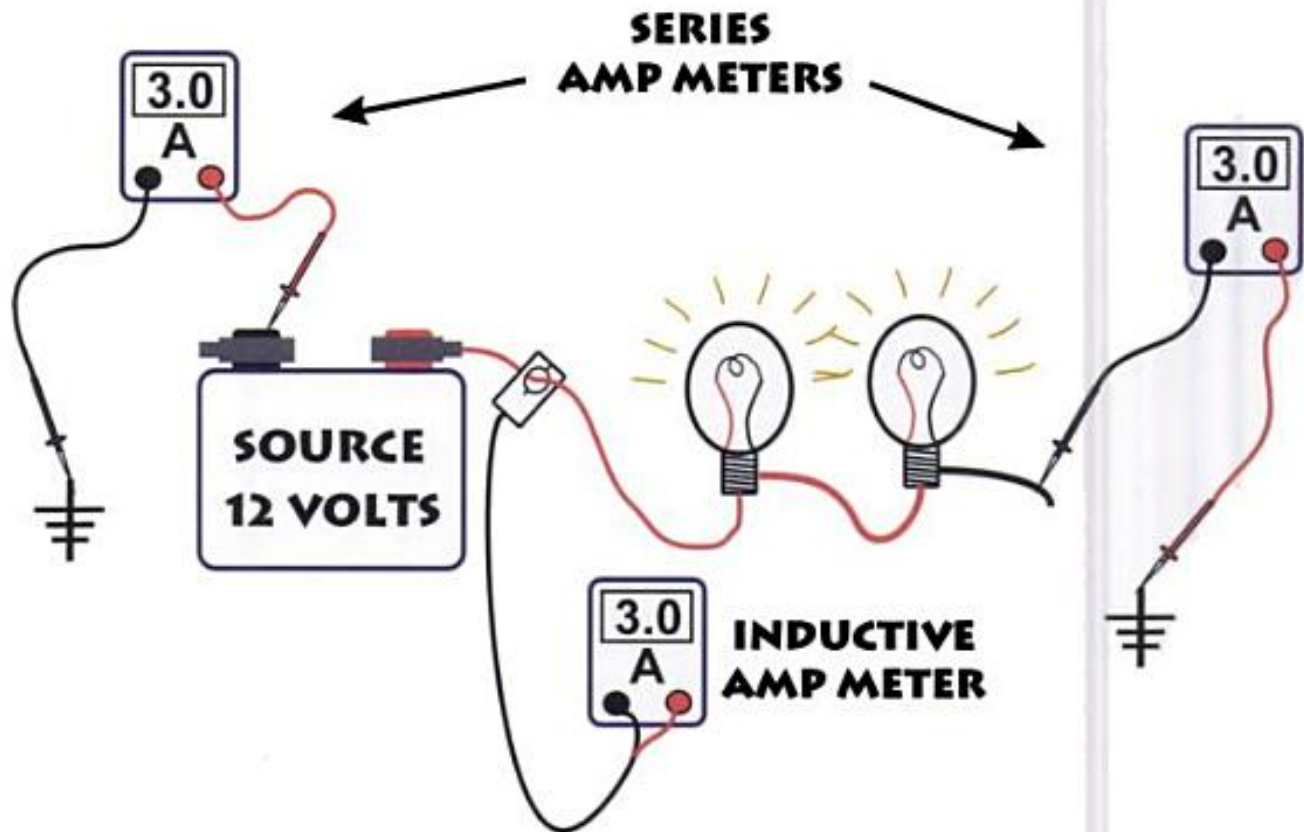 SERIES
AMP METERS
3.0
A
3.0
A
SOURCE
12 VOLTS
3.0
A
INDUCTIVE
AMP METER